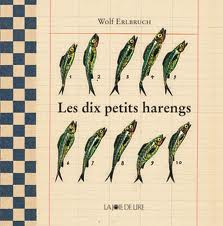 Wolf Erlbruch
1 2 3 4 5
Les dix petits harengs
6 7 8 9 10
LA JOIE DE LIRE